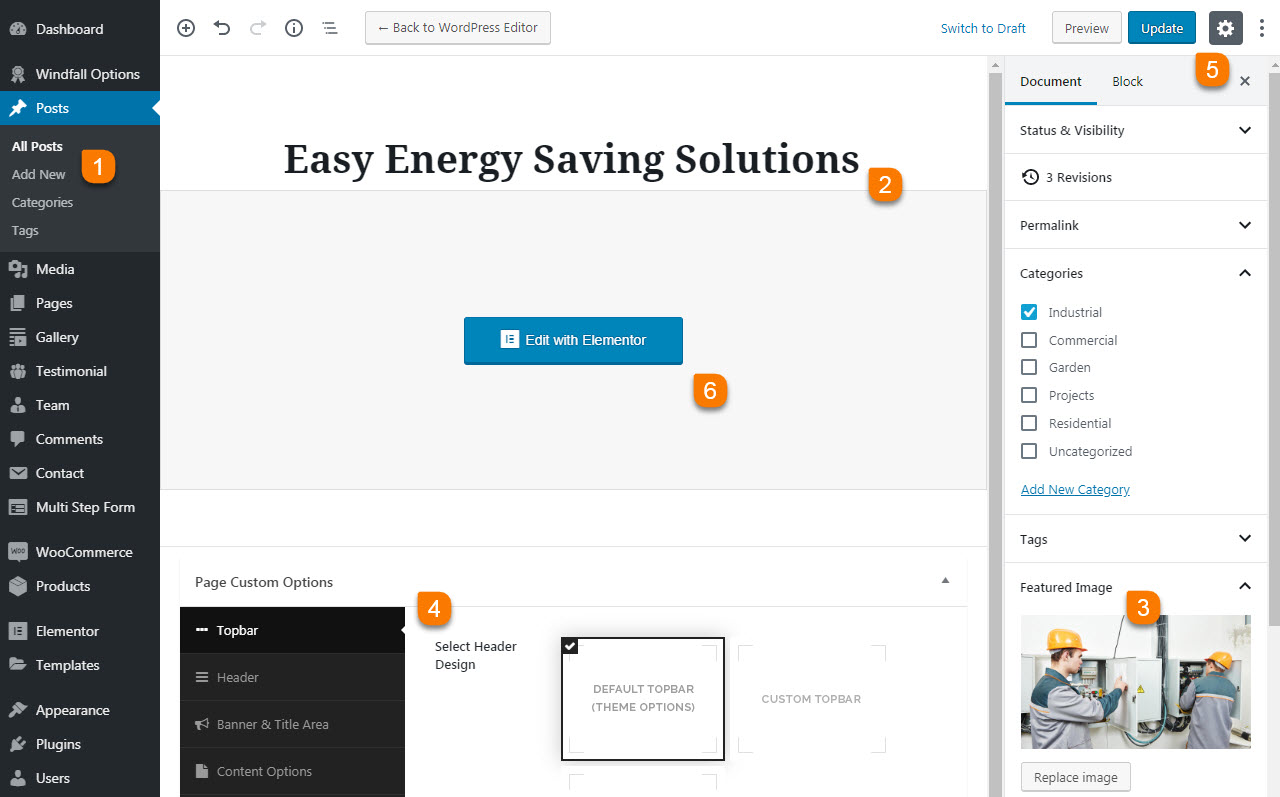 Dashboard
Windfall Options
Posts
All Posts
1
Add New
Categories
Tags
Media
Pages
Gallery
Testimonial
Team
Comments
Contact
Multi Step Form
WOO
WooCommerce
Products
Elementor
Templates
Appearance
Plugins
Users
← Back to WordPress Editor
Switch to Draft
Preview
Update
Easy Energy Saving Solutions
2
Edit with Elementor
6
Page Custom Options
4
Topbar
Header
Banner & Title Area
Content Options
Select Header
Design
DEFAULT TOPBAR
(THEME OPTIONS)
CUSTOM TOPBAR
5
Document
Block
Status & Visibility
3 Revisions
Permalink
Categories
Industrial
Commercial
Garden
Projects
Residential
Uncategorized
Add New Category
Tags
Featured Image
3
Replace image